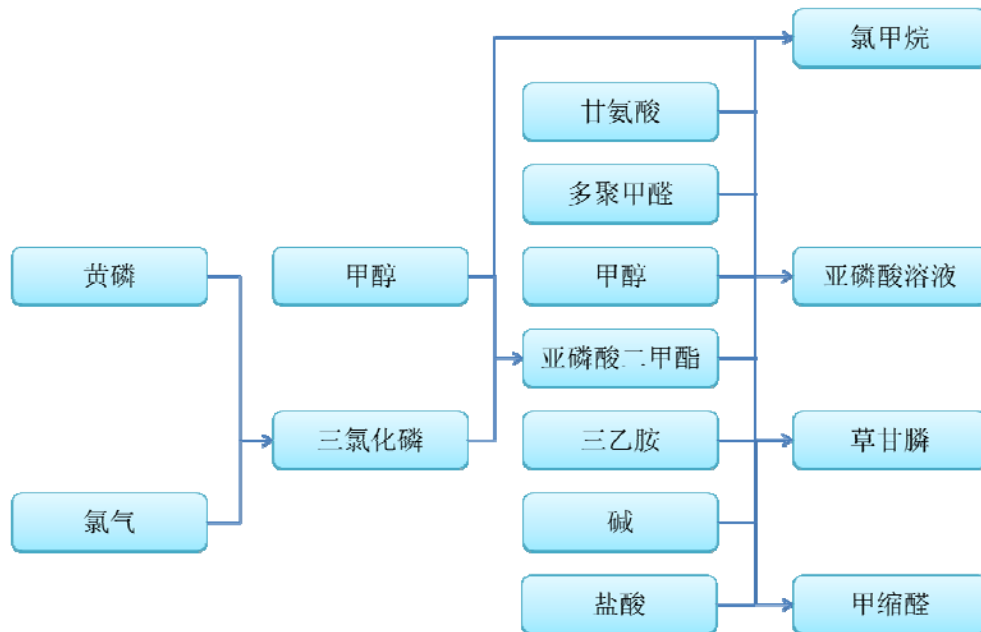 氯甲烷
甘氨酸
多聚甲醛
黄磷
甲醇
甲醇
亚磷酸溶液
亚磷酸二甲酯
三氯化磷
三乙胺
草甘膦
氯气
碱
盐酸
甲缩醛